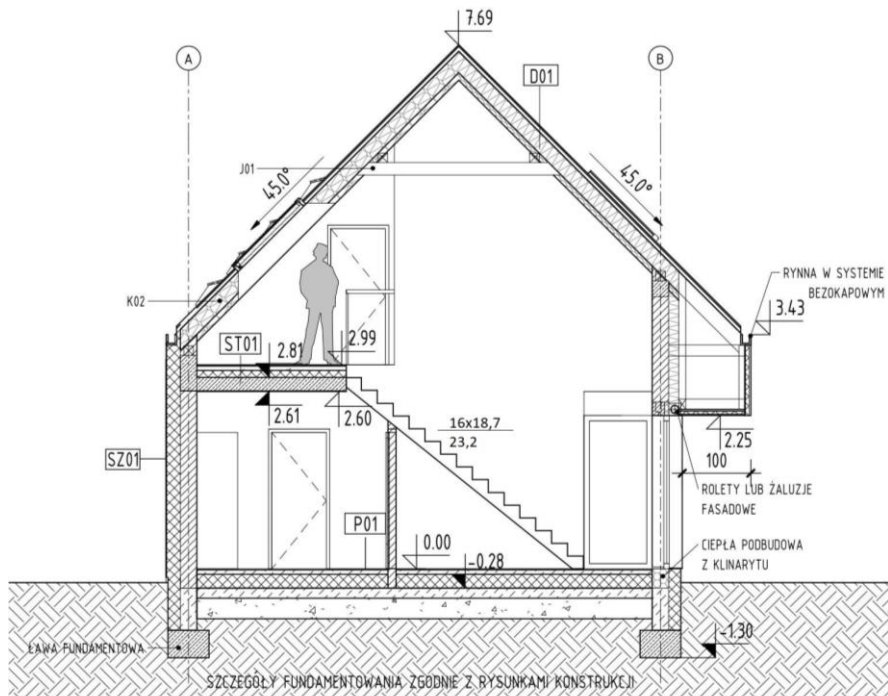 7.69
A
B
D01
J01
45.0°
45.0°
RYNNA W SYSTEMIE
BEZOKAPOWYM
K02
3.43
ST01
2.81
2.99
2.61
2.60
16x18,7
23,2
2.25
100
SZ01
ROLETY LUB ŻALUZJE
FASADOWE
P01
0.00
-0.28
CIEPŁA PODBUDOWA
Z KLINARYTU
-1.30
ŁAWA FUNDAMENTOWA
SZCZEGÓŁY FUNDAMENTOWANIA ZGODNIE Z RYSUNKAMI KONSTRUKCJI